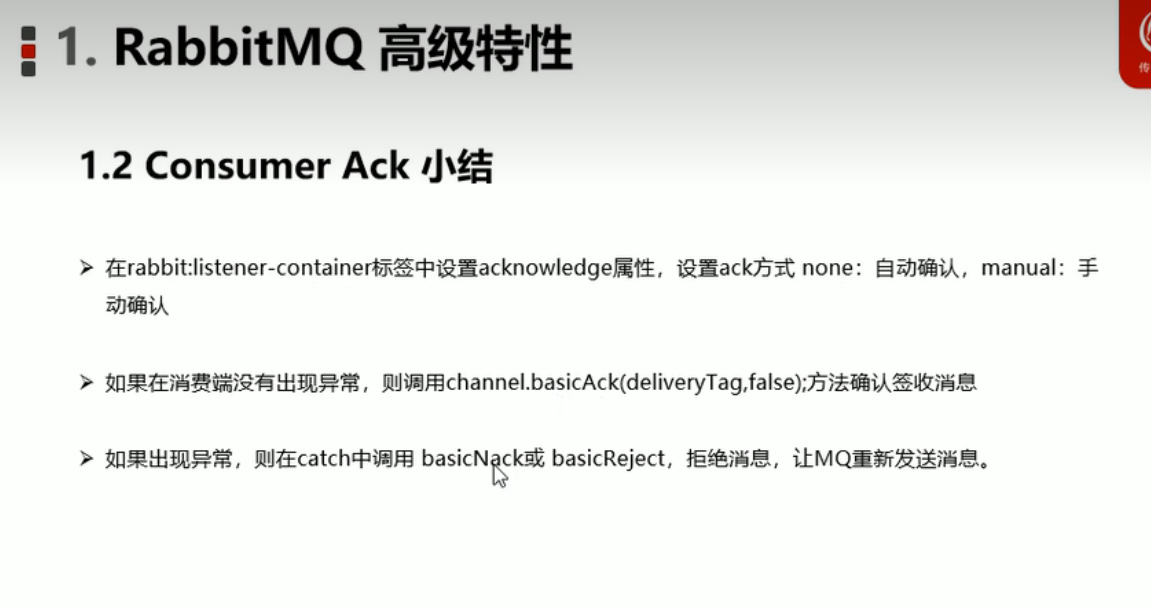 1. RabbitMQ 高级特性
传
1.2 Consumer Ack 小结
➢ 在rabbit:listener-container标签中设置acknowledge属性，设置ack方式 none：自动确认，manual：手
动确认
➢ 如果在消费端没有出现异常，则调用channel.basicAck(deliveryTag,false);方法确认签收消息
➢ 如果出现异常，则在catch中调用 basicNack或 basicReject，拒绝消息，让MQ重新发送消息。